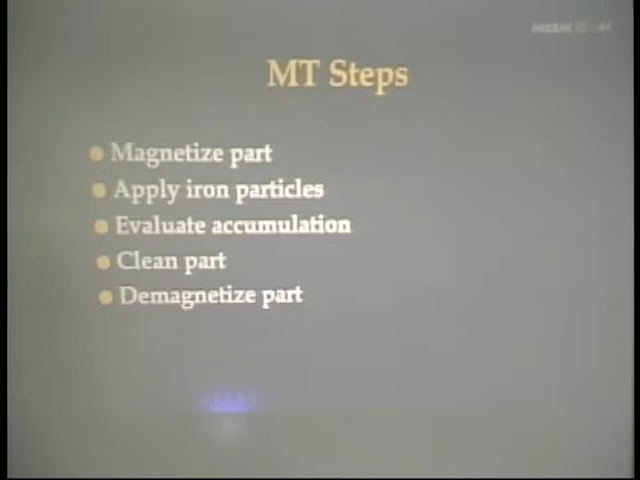 MT Steps
Magnetize part
Apply iron particles
Evaluate accumulation
Clean part
Demagnetize part